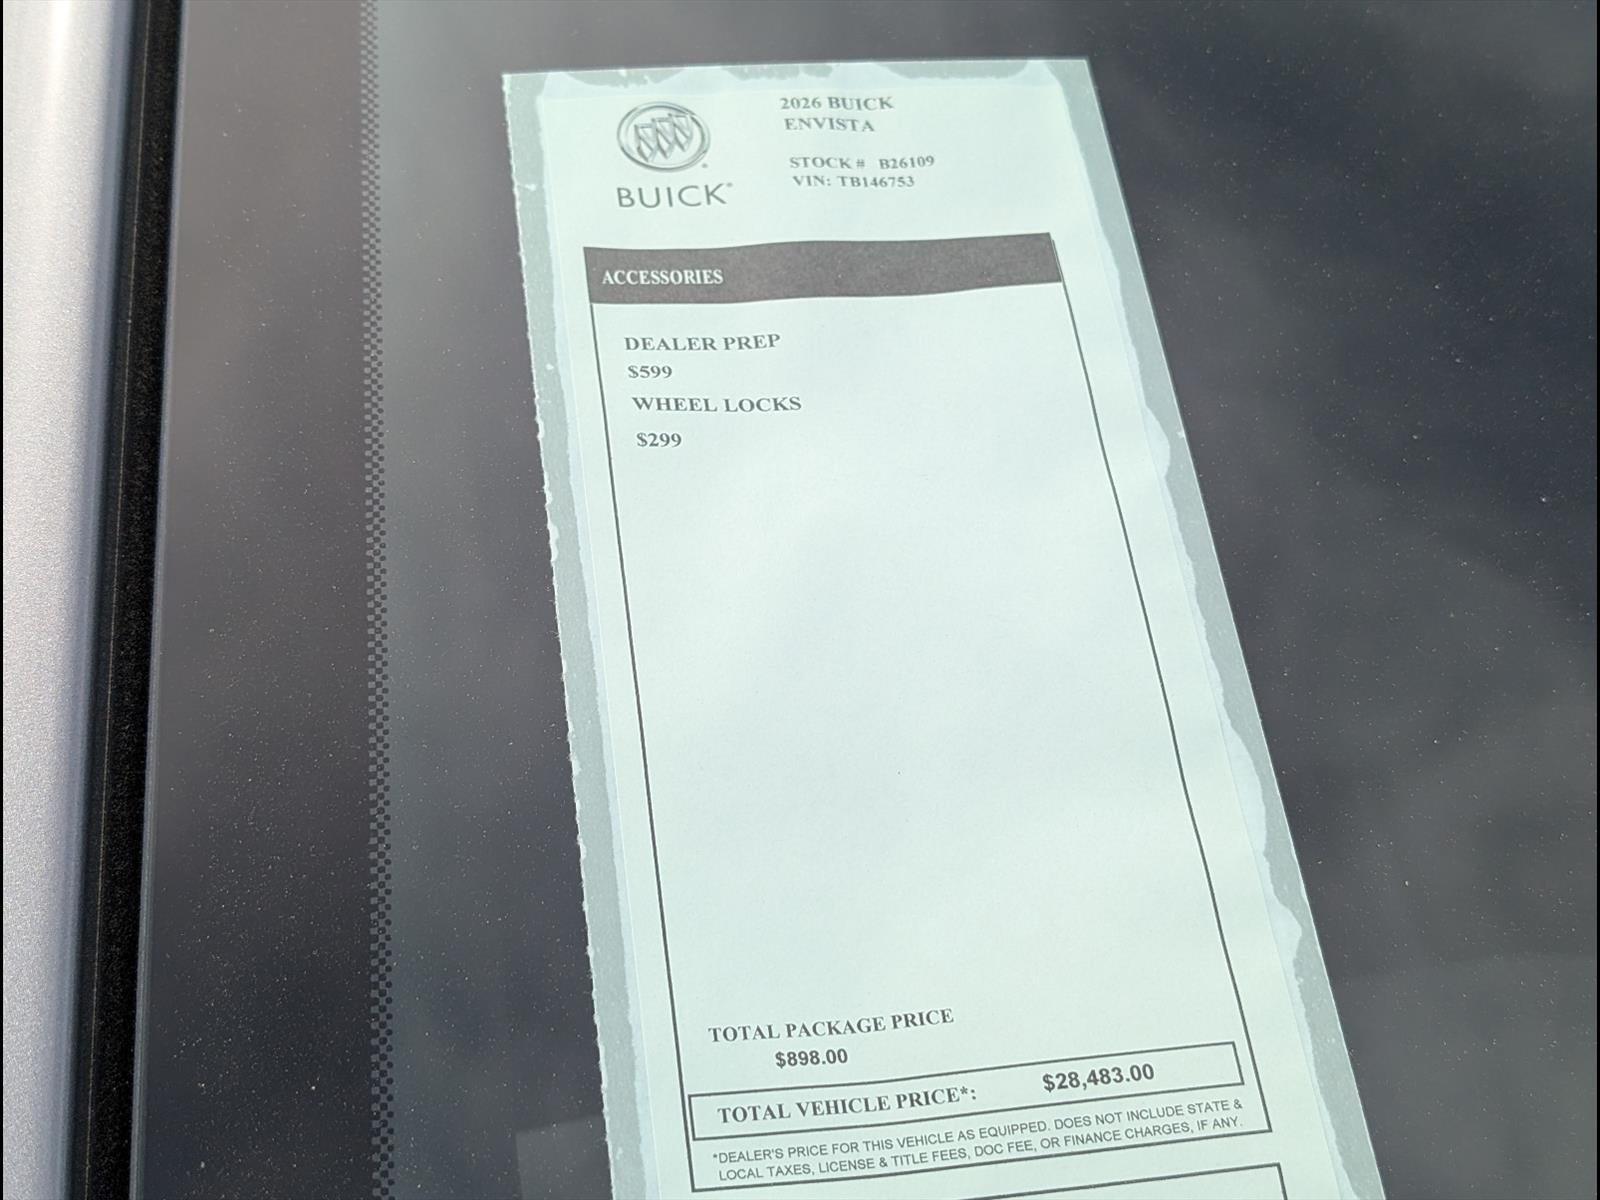 2026 BUICK
ENVISTA
STOCK # B26109
VIN: TB146753
BUICK
ACCESSORIES
DEALER PREP
$599
WHEEL LOCKS
$299
TOTAL PACKAGE PRICE
$898.00
TOTAL VEHICLE PRICE*: $28,483.00
*DEALER'S PRICE FOR THIS VEHICLE AS EQUIPPED. DOES NOT INCLUDE STATE &
LOCAL TAXES, LICENSE & TITLE FEES, DOC FEE, OR FINANCE CHARGES, IF ANY.